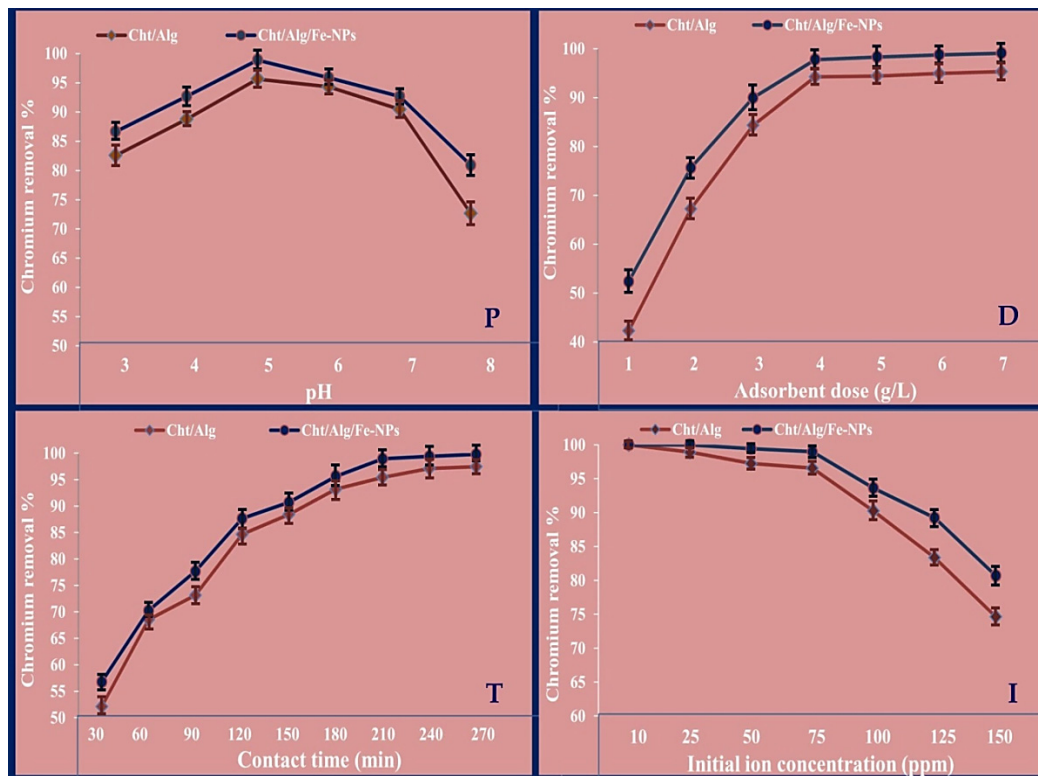 Cht/Alg Cht/Alg/Fe-NPs
Chromium removal %
100
95
90
85
80
75
70
65
60
55
50
P
3 4 5 6 7 8
pH
Cht/Alg Cht/Alg/Fe-NPs
Chromium removal %
100
90
80
70
60
50
40
D
1 2 3 4 5 6 7
Adsorbent dose (g/L)
Cht/Alg Cht/Alg/Fe-NPs
Chromium removal %
100
95
90
85
80
75
70
65
60
55
50
T
30 60 90 120 150 180 210 240 270
Contact time (min)
Cht/Alg Cht/Alg/Fe-NPs
Chromium removal %
100
95
90
85
80
75
70
65
60
I
10 25 50 75 100 125 150
Initial ion concentration (ppm)